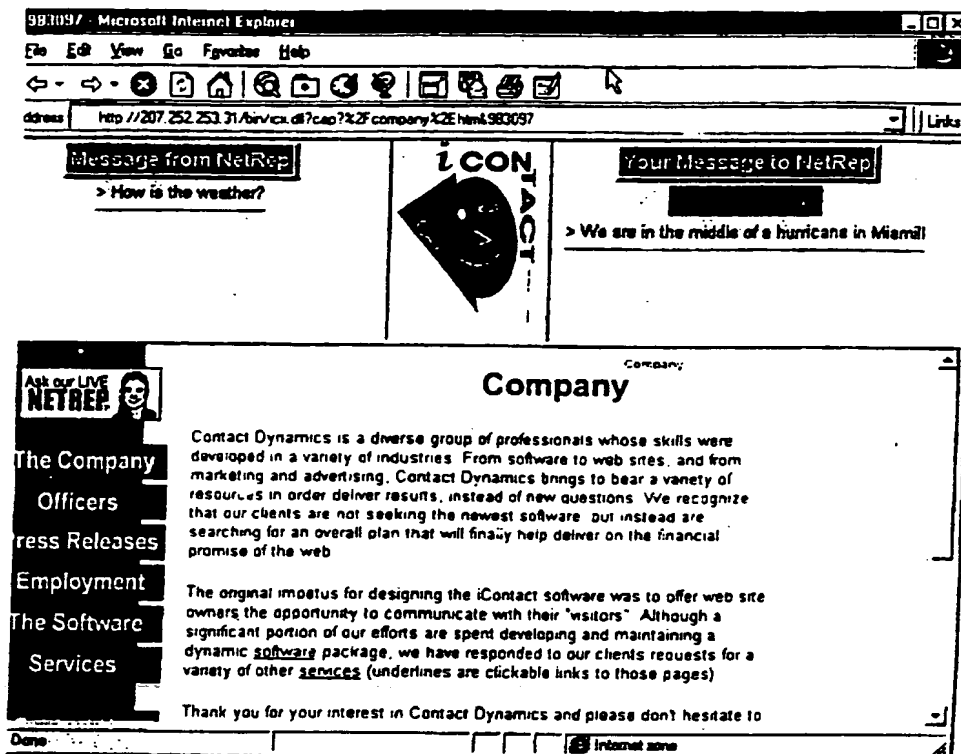 983097 - Microsoft Internet Explorer
File Edit View Go Favorites Help
ddress http //207.252.253.31/bin/icx.dll?cap?%2Fcompany%2Ehtml&983097 Links
Message from NetRep
> How is the weather?
iCONTACT
Your Message to NetRep
> We are in the middle of a hurricane in Miami!!
Ask our LIVE
NETREP
The Company
Officers
ress Releases
Employment
The Software
Services
Company
Company
Contact Dynamics is a diverse group of professionals whose skills were
developed in a variety of industries From software to web sites, and from
marketing and advertising, Contact Dynamics brings to bear a variety of
resources in order deliver results, instead of new questions We recognize
that our clients are not seeking the newest software but instead are
searching for an overall plan that will finally help deliver on the financial
promise of the web
The original impetus for designing the iContact software was to offer web site
owners the opportunity to communicate with their "visitors" Although a
significant portion of our efforts are spent developing and maintaining a
dynamic software package, we have responded to our clients requests for a
variety of other services (underlines are clickable links to those pages)
Thank you for your interest in Contact Dynamics and please don't hesitate to
Done Internet zone